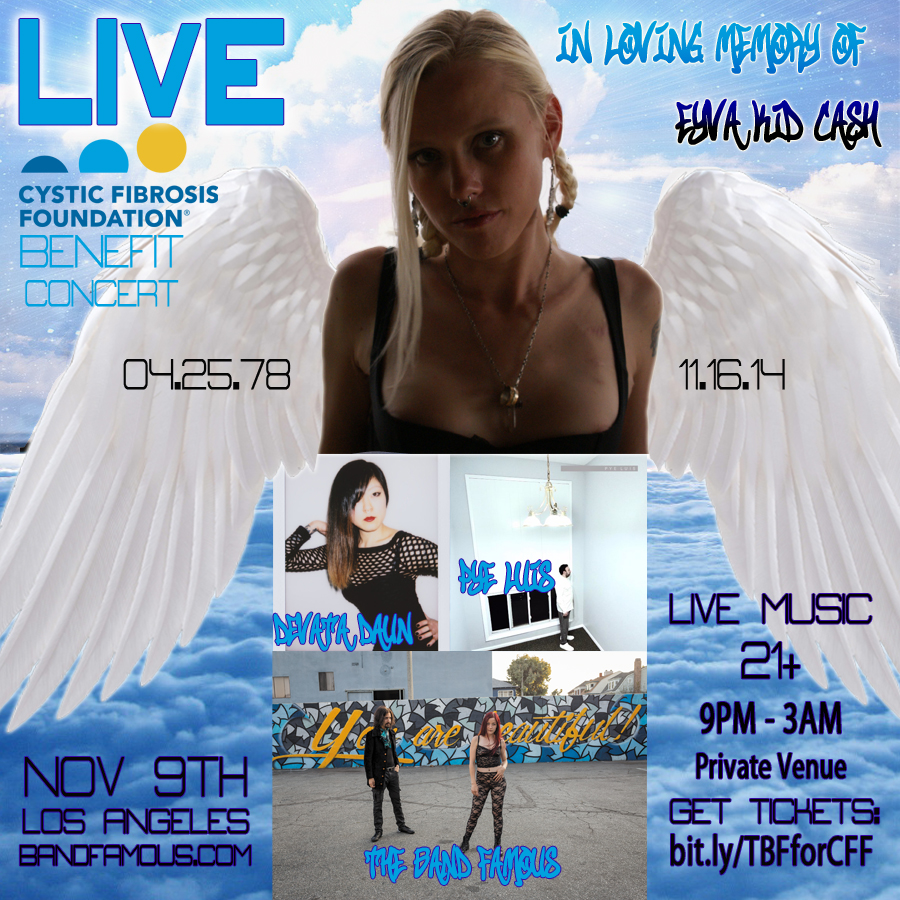 LIVE
IN LOVING MEMORY OF
EYVA KID CASH
CYSTIC FIBROSIS
FOUNDATION®
BENEFIT
CONCERT
04.25.78
11.16.14
PYE LUIS
DEVATA DAUN
You are beautiful!
THE BAND FAMOUS
LIVE MUSIC
21+
9PM - 3AM
Private Venue
GET TICKETS:
bit.ly/TBFforCFF
NOV 9TH
LOS ANGELES
BANDFAMOUS.COM